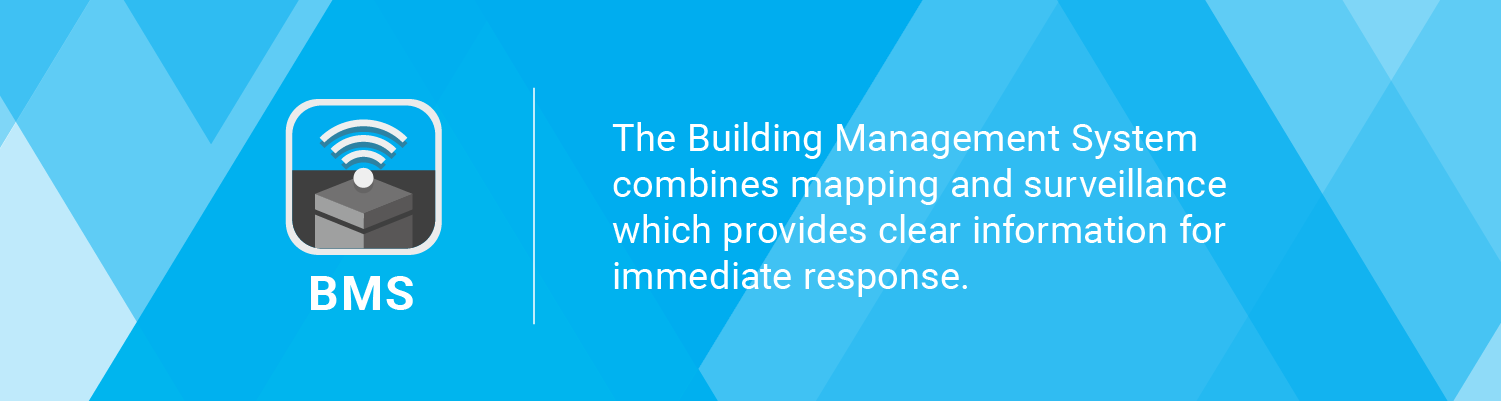 BMS
The Building Management System
combines mapping and surveillance
which provides clear information for
immediate response.